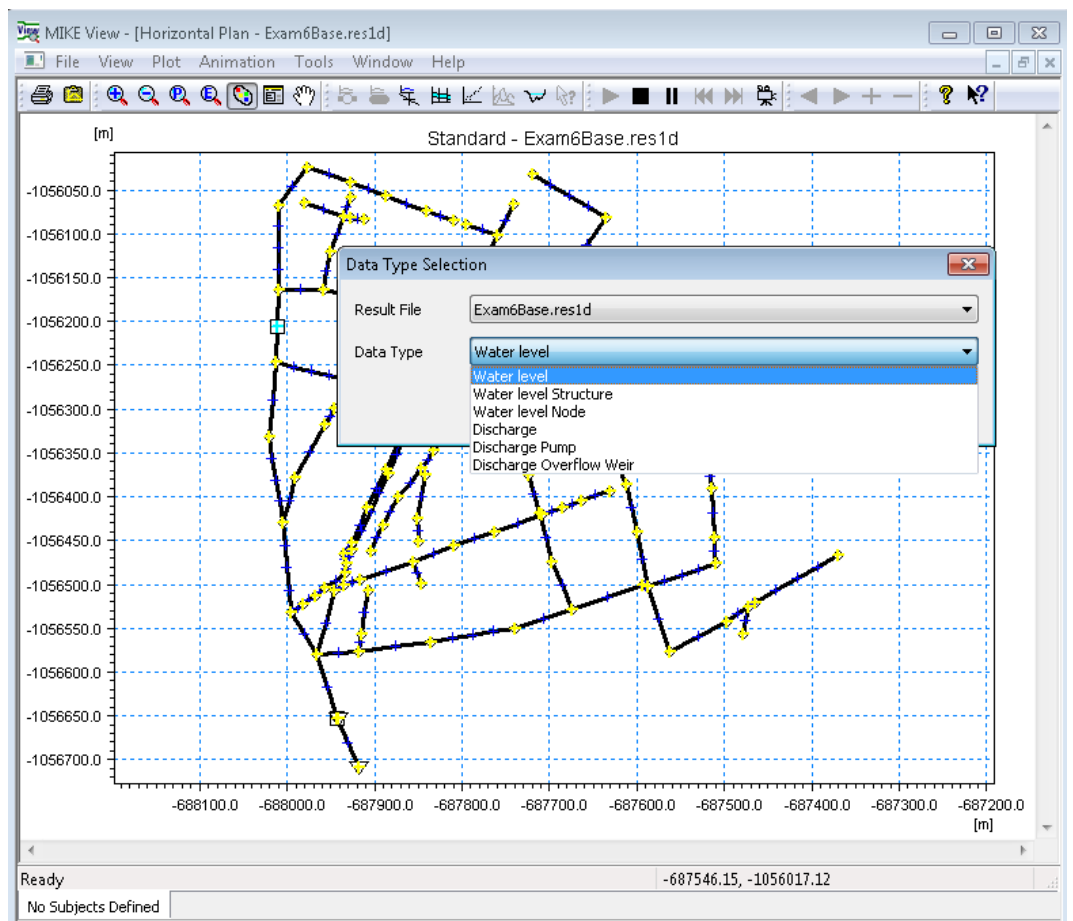 MIKE View - [Horizontal Plan - Exam6Base.res1d]
File View Plot Animation Tools Window Help
[m]
Standard - Exam6Base.res1d
-1056050.0
-1056100.0
-1056150.0
-1056200.0
-1056250.0
-1056300.0
-1056350.0
-1056400.0
-1056450.0
-1056500.0
-1056550.0
-1056600.0
-1056650.0
-1056700.0
Data Type Selection
Result File Exam6Base.res1d
Data Type Water level
Water level
Water level Structure
Water level Node
Discharge
Discharge Pump
Discharge Overflow Weir
-688100.0 -688000.0 -687900.0 -687800.0 -687700.0 -687600.0 -687500.0 -687400.0 -687300.0 -687200.0
[m]
Ready -687546.15, -1056017.12
No Subjects Defined